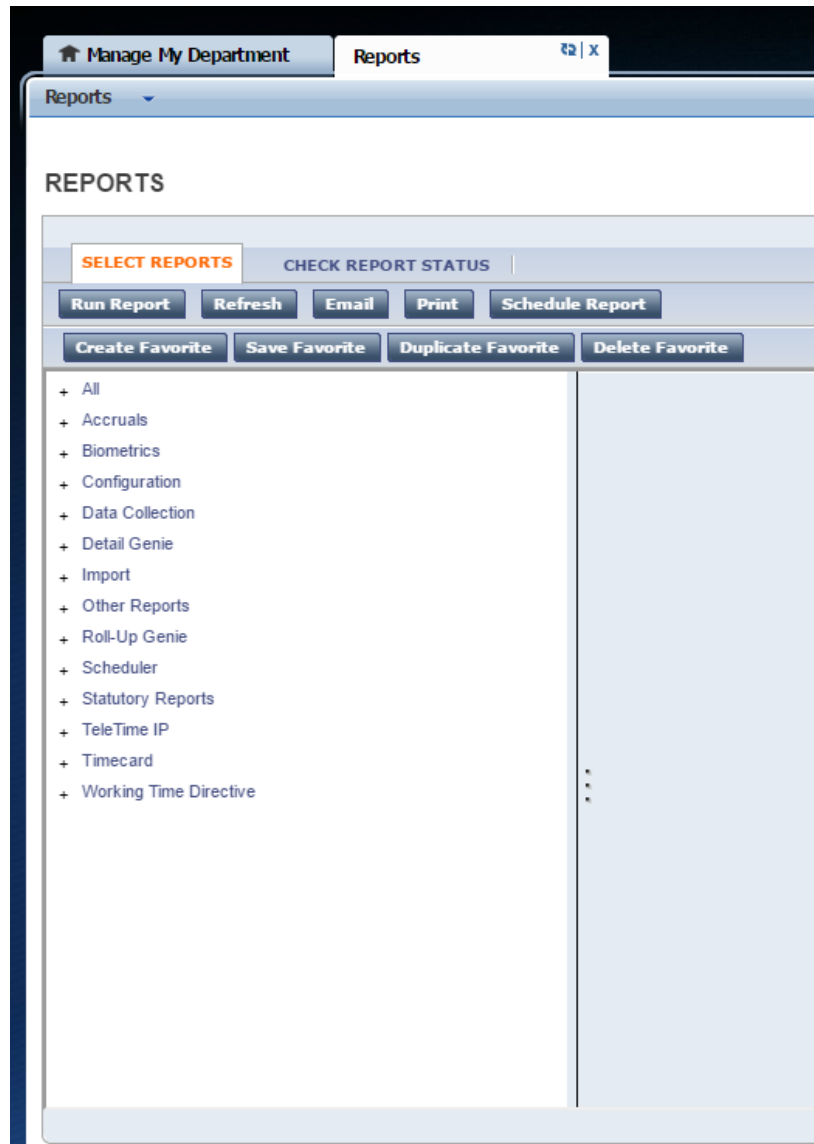 Manage My Department Reports X
Reports
REPORTS
SELECT REPORTS CHECK REPORT STATUS
Run Report Refresh Email Print Schedule Report
Create Favorite Save Favorite Duplicate Favorite Delete Favorite
+ All
+ Accruals
+ Biometrics
+ Configuration
+ Data Collection
+ Detail Genie
+ Import
+ Other Reports
+ Roll-Up Genie
+ Scheduler
+ Statutory Reports
+ TeleTime IP
+ Timecard
+ Working Time Directive